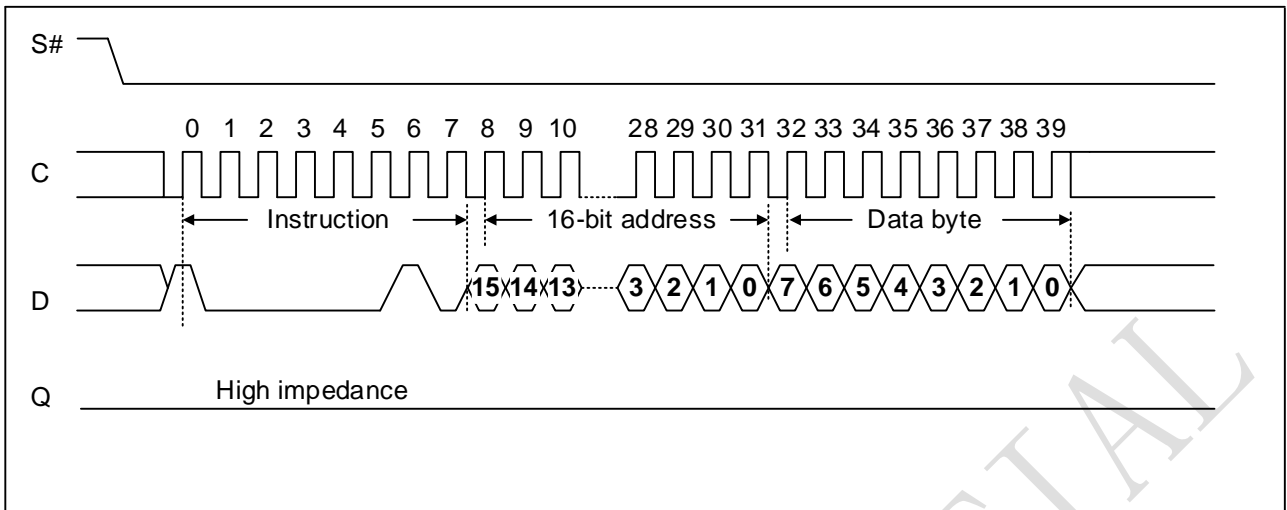 S#
0 1 2 3 4 5 6 7 8 9 10 28 29 30 31 32 33 34 35 36 37 38 39
C
Instruction 16-bit address Data byte
D 15 14 13 3 2 1 0 7 6 5 4 3 2 1 0
Q High impedance
IAL